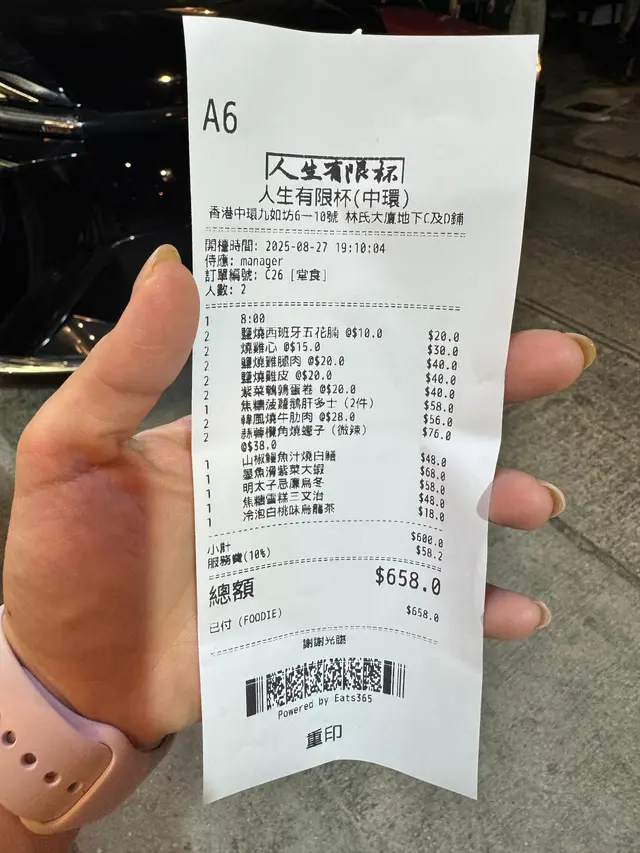 A6
人生有限杯
人生有限杯(中環)
香港中環九如坊6－10號 林氏大廈地下C及D鋪
開檯時間: 2025-08-27 19:10:04
侍應: manager
訂單編號: C26 [堂食]
人數: 2
1 8:00
2 鹽燒西班牙五花腩 @$10.0 $20.0
2 燒雞心 @$15.0 $30.0
2 鹽燒雞腿肉 @$20.0 $40.0
2 鹽燒雞皮 @$20.0 $40.0
2 紫菜鵪鶉蛋卷 @$20.0 $40.0
1 焦糖菠蘿鵝肝多士 (2件) $58.0
2 韓風燒牛肋肉 @$28.0 $56.0
2 蒜蓉欖角燒蟶子 (微辣) $76.0
@$38.0
1 山椒鰻魚汁燒白鱔 $48.0
1 墨魚滑紫菜大蝦 $68.0
1 明太子忌廉烏冬 $58.0
1 焦糖雪糕三文治 $48.0
1 冷泡白桃味烏龍茶 $18.0
小計 $600.0
服務費(10%) $58.2
總額 $658.0
已付 (FOODIE) $658.0
謝謝光臨
Powered by Eats365
重印